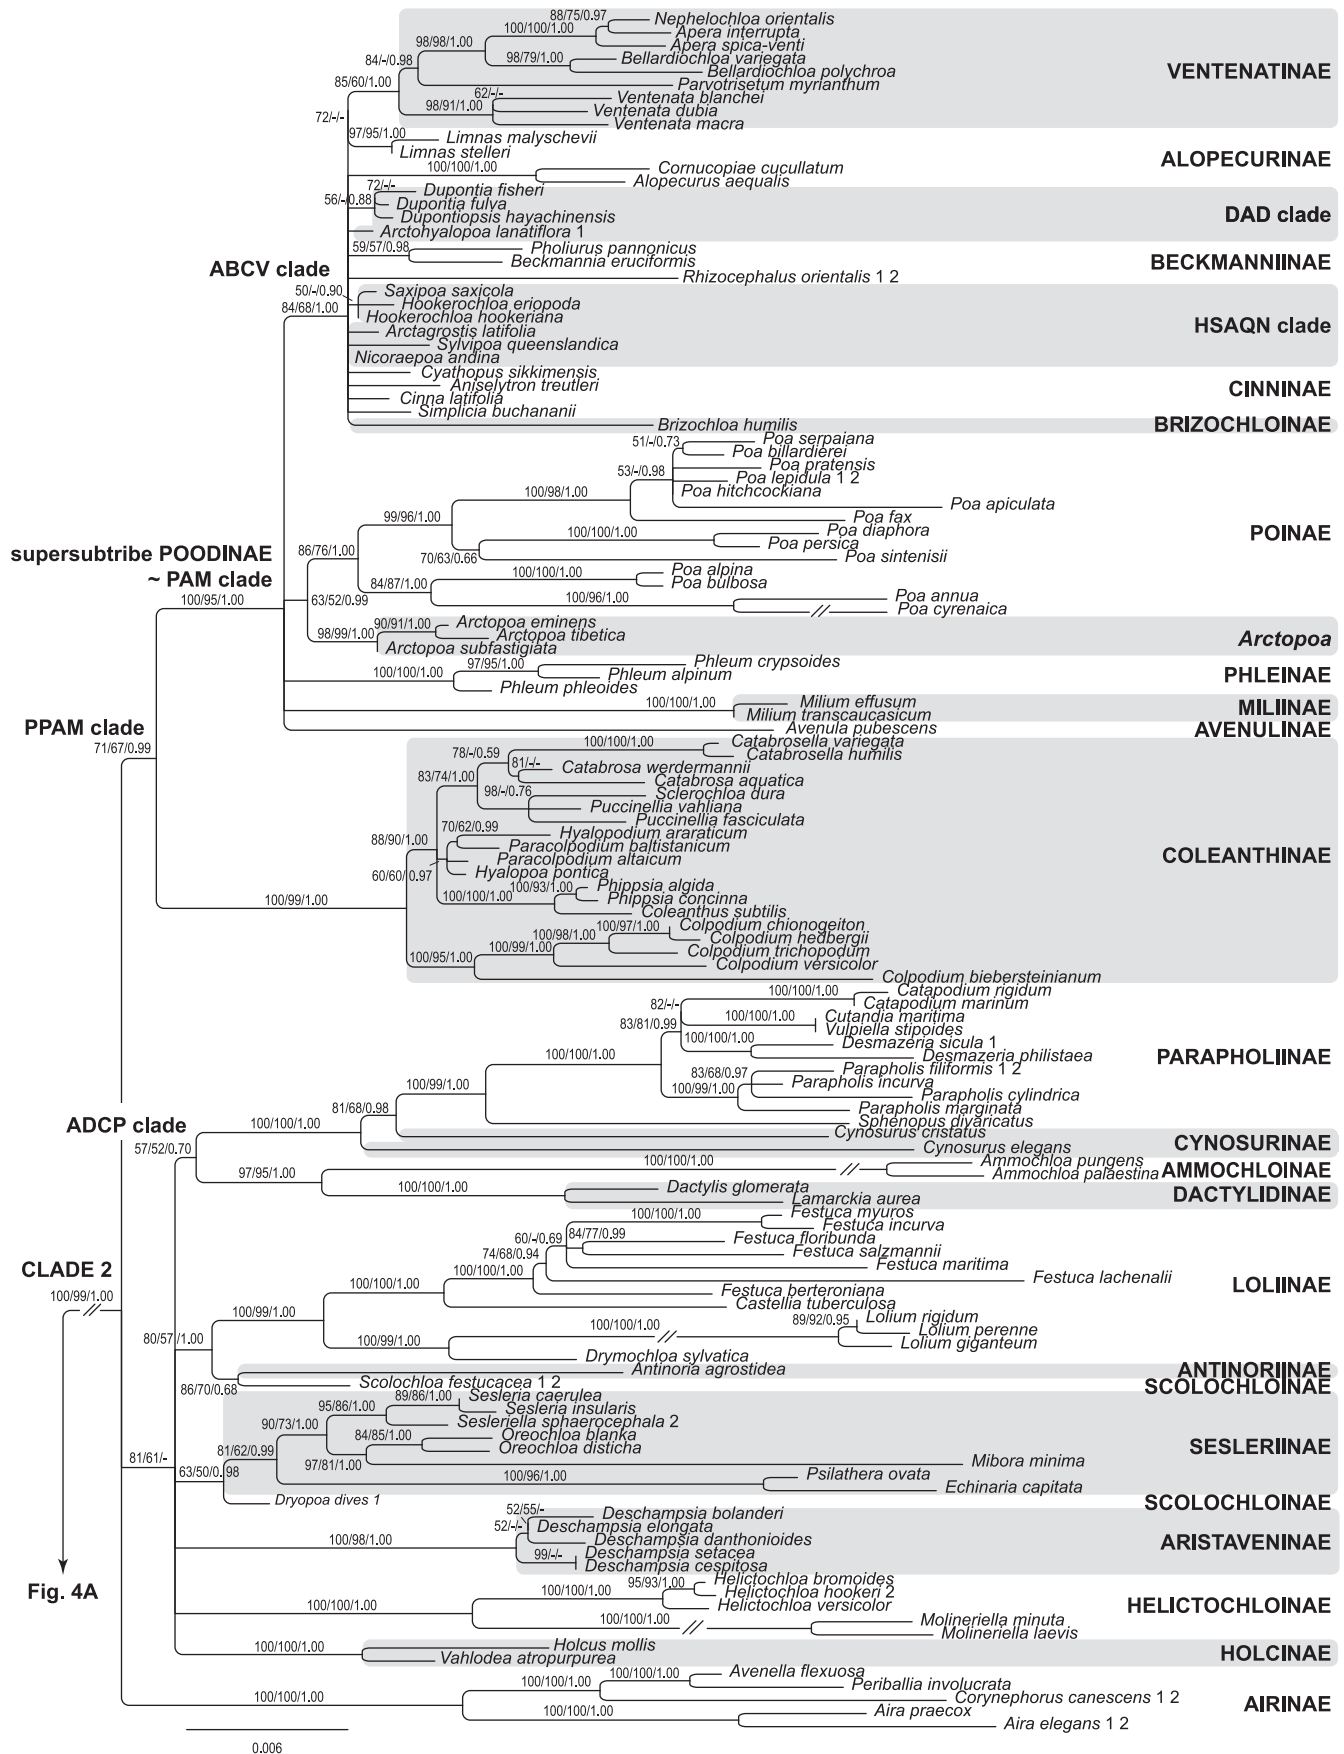 88/75/0.97
Nephelochloa orientalis
100/100/1.00
Apera interrupta
98/98/1.00
Apera spica-venti
84/-/0.98
98/79/1.00
Bellardiochloa variegata
Bellardiochloa polychroa
VENTENATINAE
85/60/1.00
Parvotrisetum myrianthum
62/-/-
Ventenata blanchei
98/91/1.00
Ventenata dubia
72/-/-
Ventenata macra
97/95/1.00
Limnas malyschevii
Limnas stelleri
ALOPECURINAE
100/100/1.00
Cornucopiae cucullatum
Alopecurus aequalis
72/-/-
Dupontia fisheri
56/-/0.88
Dupontia fulva
Dupontiopsis hayachinensis
DAD clade
Arctohyalopoa lanatiflora 1
59/57/0.98
Pholiurus pannonicus
Beckmannia eruciformis
BECKMANNIINAE
ABCV clade
Rhizocephalus orientalis 1 2
50/-/0.90
Saxipoa saxicola
84/68/1.00
Hookerochloa eriopoda
Hookerochloa hookeriana
HSAQN clade
Arctagrostis latifolia
Sylvipoa queenslandica
Nicoraepoa andina
Cyathopus sikkimensis
Aniselytron treutleri
CINNINAE
Cinna latifolia
Simplicia buchananii
Brizochloa humilis
BRIZOCHLOINAE
51/-/0.73
Poa serpaiana
Poa billardierei
53/-/0.98
Poa pratensis
Poa lepidula 1 2
100/98/1.00
Poa hitchcockiana
Poa apiculata
99/96/1.00
Poa fax
100/100/1.00
Poa diaphora
POINAE
Poa persica
supersubtribe POODINAE
86/76/1.00
70/63/0.66
Poa sintenisii
~ PAM clade
100/100/1.00
Poa alpina
84/87/1.00
Poa bulbosa
100/95/1.00
63/52/0.99
100/96/1.00
Poa annua
Poa cyrenaica
90/91/1.00
Arctopoa eminens
98/99/1.00
Arctopoa tibetica
Arctopoa
Arctopoa subfastigiata
97/95/1.00
Phleum crypsoides
100/100/1.00
Phleum alpinum
PHLEINAE
Phleum pheoides
100/100/1.00
Milium effusum
MILIINAE
Milium transcaucasicum
PPAM clade
Avenula pubescens
AVENULINAE
71/67/0.99
100/100/1.00
Catabrosella variegata
78/-/0.59
Catabrosella humilis
81/-/-
83/74/1.00
Catabrosa werdermannii
Catabrosa aquatica
98/-/0.76
Sclerochloa dura
Puccinellia vahliana
Puccinellia fasciculata
70/62/0.99
Hyalopodium araraticum
88/90/1.00
Paracolpodium baltistanicum
COLEANTHINAE
Paracolpodium altaicum
60/60/0.97
Hyalopoa pontica
100/93/1.00
Phippsia algida
100/99/1.00
100/100/1.00
Phippsia concinna
Coleanthus subtilis
100/97/1.00
Colpodium chionogeiton
100/98/1.00
Colpodium hedbergii
100/99/1.00
Colpodium trichopodum
100/95/1.00
Colpodium versicolor
Colpodium biebersteinianum
100/100/1.00
Catapodium rigidum
82/-/-
Catapodium marinum
83/81/0.99
100/100/1.00
Cutandia maritima
Vulpiella stipoides
100/100/1.00
Desmazeria sicula 1
100/100/1.00
Desmazeria philistaea
PARAPHOLIINAE
83/68/0.97
Parapholis filiformis 1 2
100/99/1.00
100/99/1.00
Parapholis incurva
Parapholis cylindrica
81/68/0.98
Parapholis marginata
ADCP clade
Sphenopus divaricatus
100/100/1.00
Cynosurus cristatus
CYNOSURINAE
57/52/0.70
Cynosurus elegans
97/95/1.00
100/100/1.00
Ammochloa pungens
AMMOCHLOINAE
Ammochloa palaestina
100/100/1.00
Dactylis glomerata
DACTYLIDINAE
Lamarckia aurea
100/100/1.00
Festuca myuros
Festuca incurva
60/-/0.69
84/77/0.99
Festuca floribunda
74/68/0.94
Festuca salzmannii
CLADE 2
100/100/1.00
Festuca maritima
Festuca lachenalii
LOLIINAE
100/99/1.00
100/100/1.00
Festuca berteroniana
100/99/1.00
Castellia tuberculosa
89/92/0.95
Lolium rigidum
80/57/1.00
100/100/1.00
Lolium perenne
100/99/1.00
Lolium giganteum
Drymochloa sylvatica
Antinoria agrostidea
ANTINORIINAE
86/70/0.68
Scolochloa festucacea 1 2
SCOLOCHLOINAE
89/86/1.00
Sesleria caerulea
95/86/1.00
Sesleria insularis
90/73/1.00
Sesleriella sphaerocephala 2
84/85/1.00
Oreochloa blanka
81/62/0.99
Oreochloa disticha
SESLERIINAE
81/61/-
97/81/1.00
Mibora minima
63/50/0.98
100/96/1.00
Psilathera ovata
Echinaria capitata
Dryopoa dives 1
SCOLOCHLOINAE
52/55/-
Deschampsia bolanderi
52/-/-
Deschampsia elongata
100/98/1.00
Deschampsia danthonioides
ARISTAVENINAE
99/-/-
Deschampsia setacea
Deschampsia cespitosa
Fig. 4A
95/93/1.00
Helictochloa bromoides
100/100/1.00
Helictochloa hookeri 2
Helictochloa versicolor
HELICTOCHLOINAE
100/100/1.00
100/100/1.00
Molineriella minuta
Molineriella laevis
100/100/1.00
Holcus mollis
HOLCINAE
Vahlodea atropurpurea
100/100/1.00
Avenella flexuosa
100/100/1.00
Periballia involucrata
100/100/1.00
Corynephorus canescens 1 2
AIRINAE
100/100/1.00
Aira praecox
Aira elegans 1 2
0.006